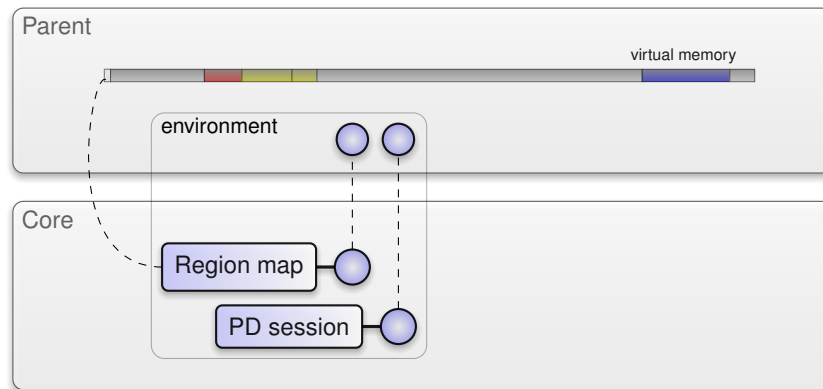 Parent
virtual memory
environment
Core
Region map
PD session